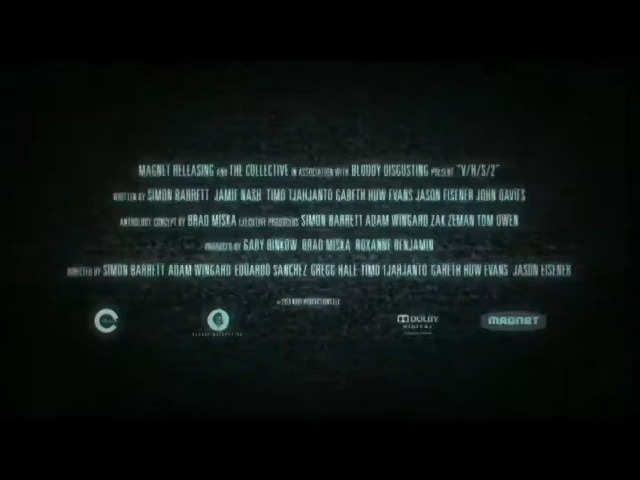 MAGNET RELEASING AND THE COLLECTIVE IN ASSOCIATION WITH BLOODY DISGUSTING PRESENT "V/H/S/2"
WRITTEN BY SIMON BARRETT JAMIE NASH TIMO TJAHJANTO GARETH HUW EVANS JASON EISENER JOHN DAVIES
ANTHOLOGY CONCEPT BY BRAD MISKA EXECUTIVE PRODUCERS SIMON BARRETT ADAM WINGARD ZAK ZEMAN TOM OWEN
PRODUCED BY GARY BINKOW BRAD MISKA ROXANNE BENJAMIN
DIRECTED BY SIMON BARRETT ADAM WINGARD EDUARDO SANCHEZ GREGG HALE TIMO TJAHJANTO GARETH HUW EVANS JASON EISENER
BLOODY DISGUSTING
DOLBY
DIGITAL
MAGNET